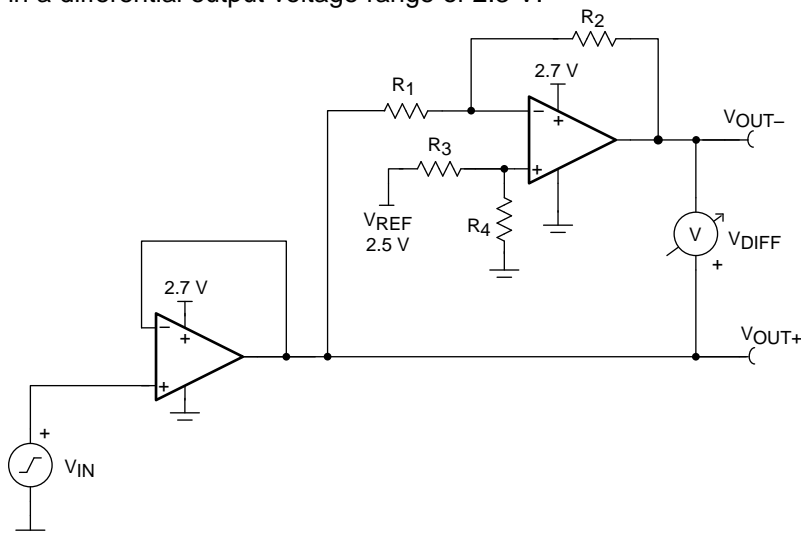 in a differential output voltage range of 2.3 V.
R2
2.7 V
R1
−
+
VOUT−
R3
+
VREF
2.5 V
R4
V
VDIFF
+
2.7 V
−
+
VOUT+
+
+
VIN